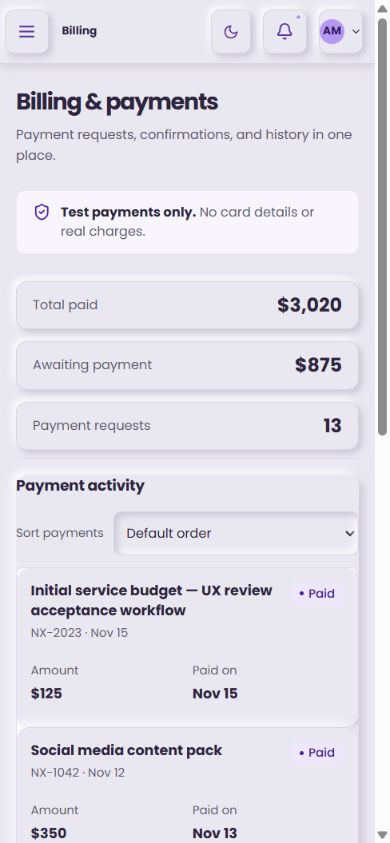 Billing
AM
Billing & payments
Payment requests, confirmations, and history in one
place.
Test payments only. No card details or
real charges.
Total paid
$3,020
Awaiting payment
$875
Payment requests
13
Payment activity
Sort payments
Default order
Initial service budget — UX review
acceptance workflow
• Paid
NX-2023 · Nov 15
Amount
Paid on
$125
Nov 15
Social media content pack
• Paid
NX-1042 · Nov 12
Amount
Paid on
$350
Nov 13